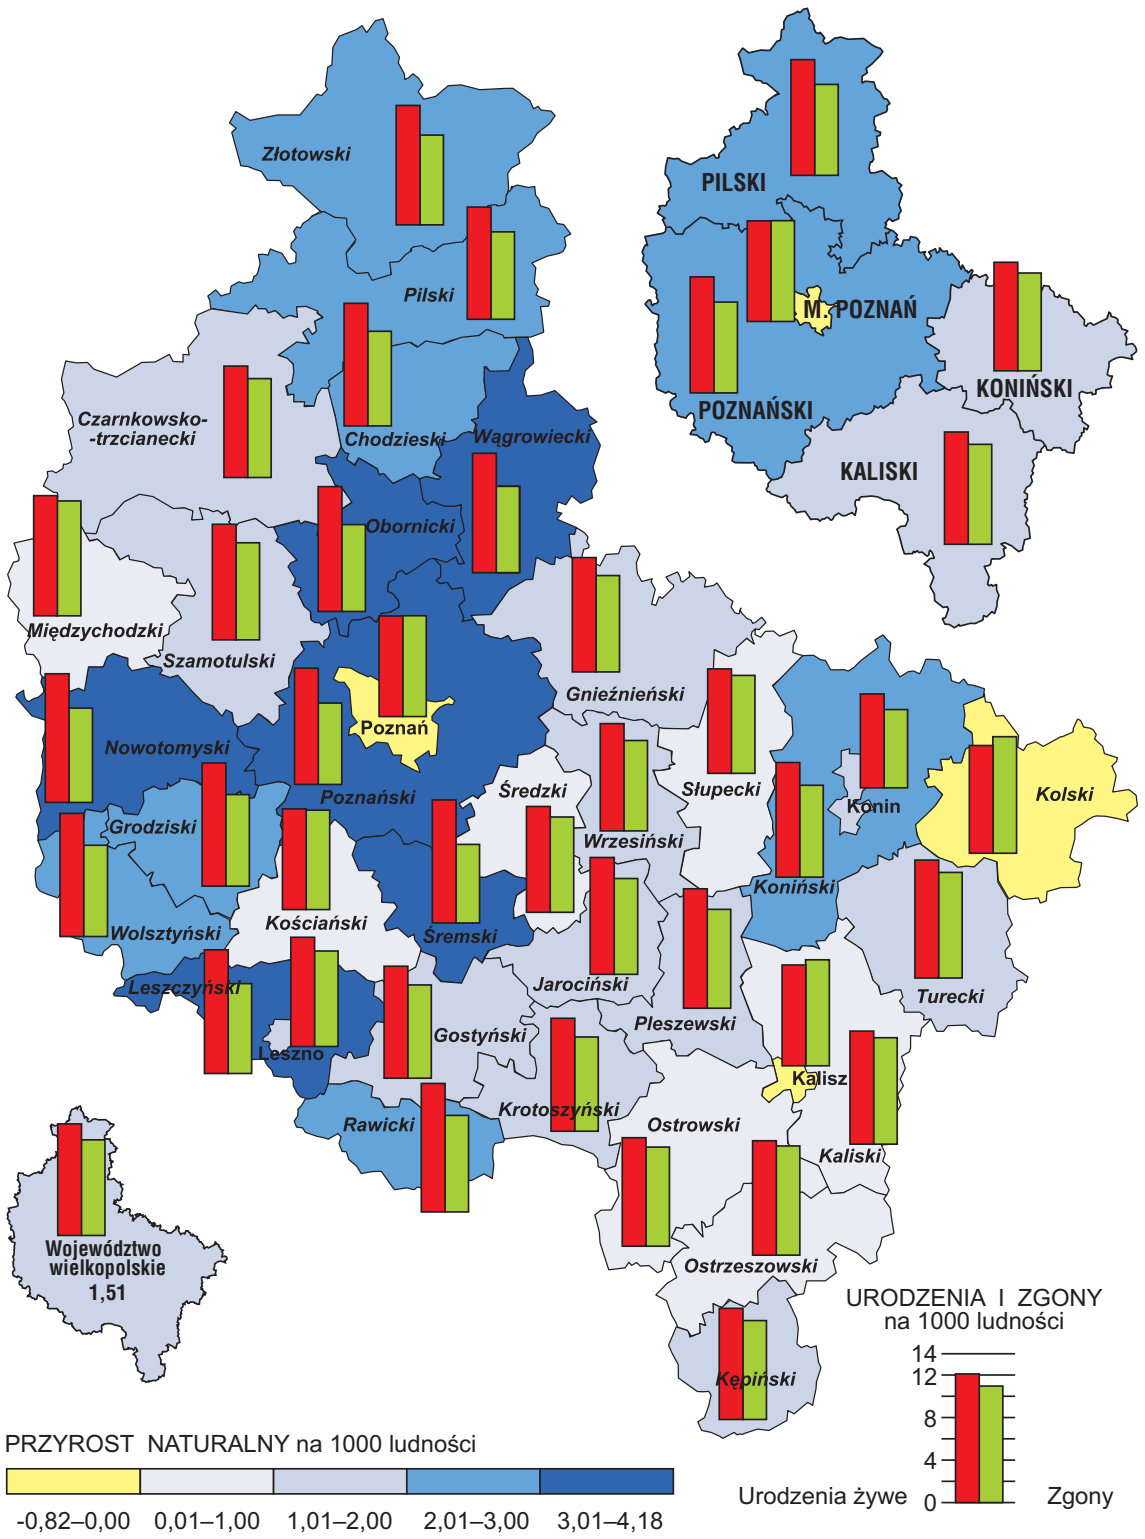 Złotowski
PILSKI
Pilski
M. POZNAŃ
KONIŃSKI
POZNAŃSKI
Czarnkowsko-
-trzcianecki
Chodzieski
Wągrowiecki
KALISKI
Obornicki
Międzychodzki
Szamotulski
Gnieźnieński
Poznań
Nowotomyski
Poznański
Średzki
Słupecki
Kolski
Konin
Grodziski
Wrzesiński
Koniński
Kościański
Wolsztyński
Śremski
Leszczyński
Jarociński
Turecki
Pleszewski
Gostyński
Leszno
Kalisz
Krotoszyński
Rawicki
Ostrowski
Kaliski
Województwo
wielkopolskie
1,51
Ostrzeszowski
Kępiński
URODZENIA I ZGONY
na 1000 ludności
14
12
8
4
0
Urodzenia żywe
Zgony
PRZYROST NATURALNY na 1000 ludności
-0,82–0,00 0,01–1,00 1,01–2,00 2,01–3,00 3,01–4,18